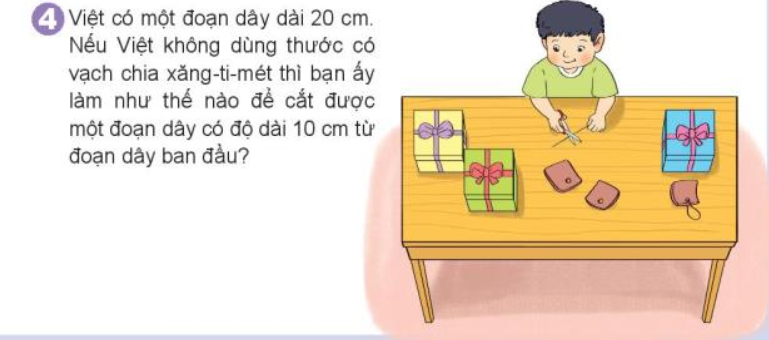 4 Việt có một đoạn dây dài 20 cm.
Nếu Việt không dùng thước có
vạch chia xăng-ti-mét thì bạn ấy
làm như thế nào để cắt được
một đoạn dây có độ dài 10 cm từ
đoạn dây ban đầu?